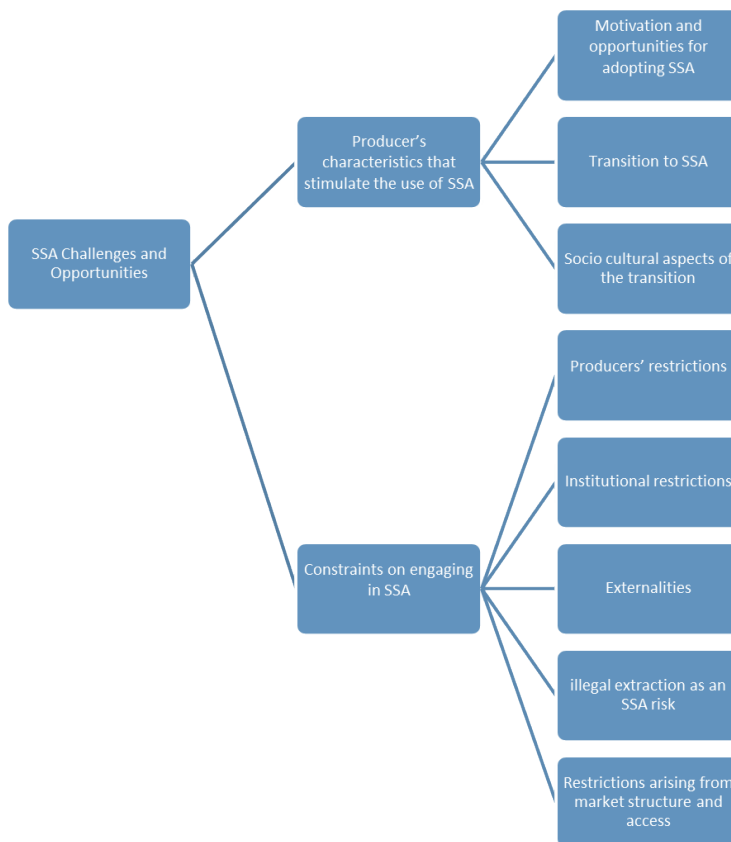 Motivation and
opportunities for
adopting SSA
Producer’s
characteristics that
stimulate the use of SSA
Transition to SSA
SSA Challenges and
Opportunities
Socio cultural aspects of
the transition
Producers’ restrictions
Institutional restrictions
Constraints on engaging
in SSA
Externalities
illegal extraction as an
SSA risk
Restrictions arising from
market structure and
access